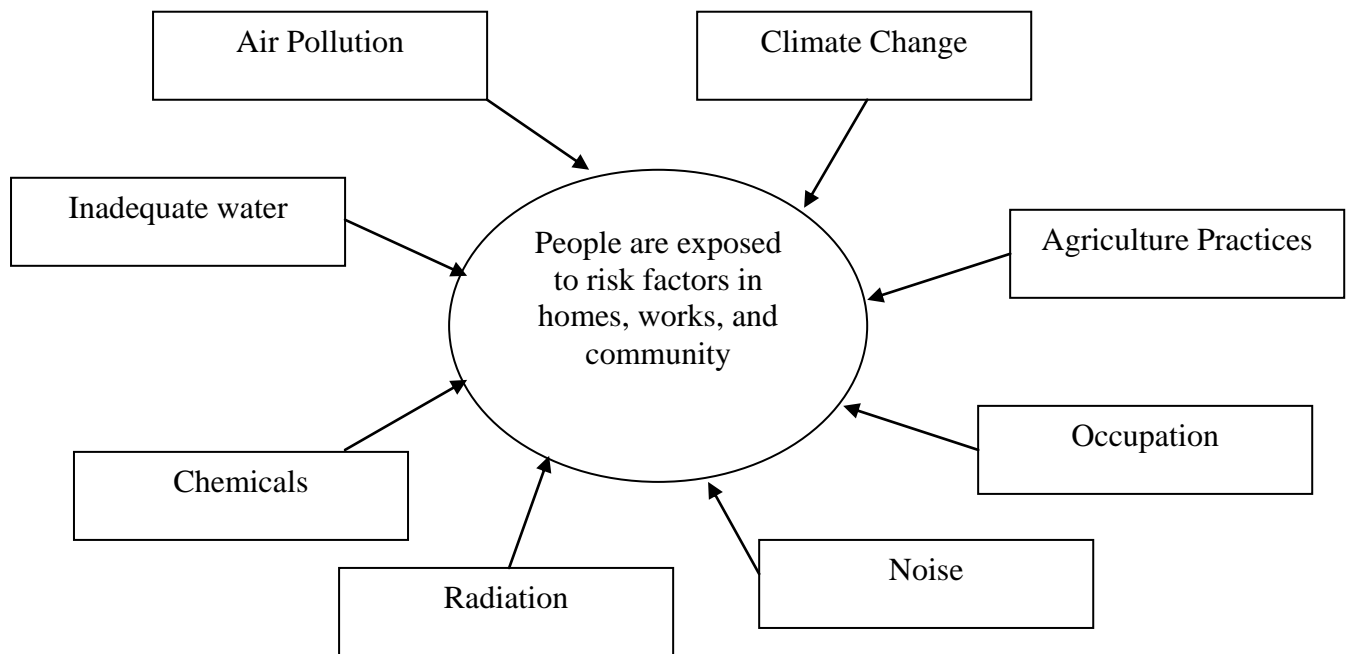 Air Pollution
Climate Change
Inadequate water
Agriculture Practices
People are exposed
to risk factors in
homes, works, and
community
Chemicals
Occupation
Radiation
Noise